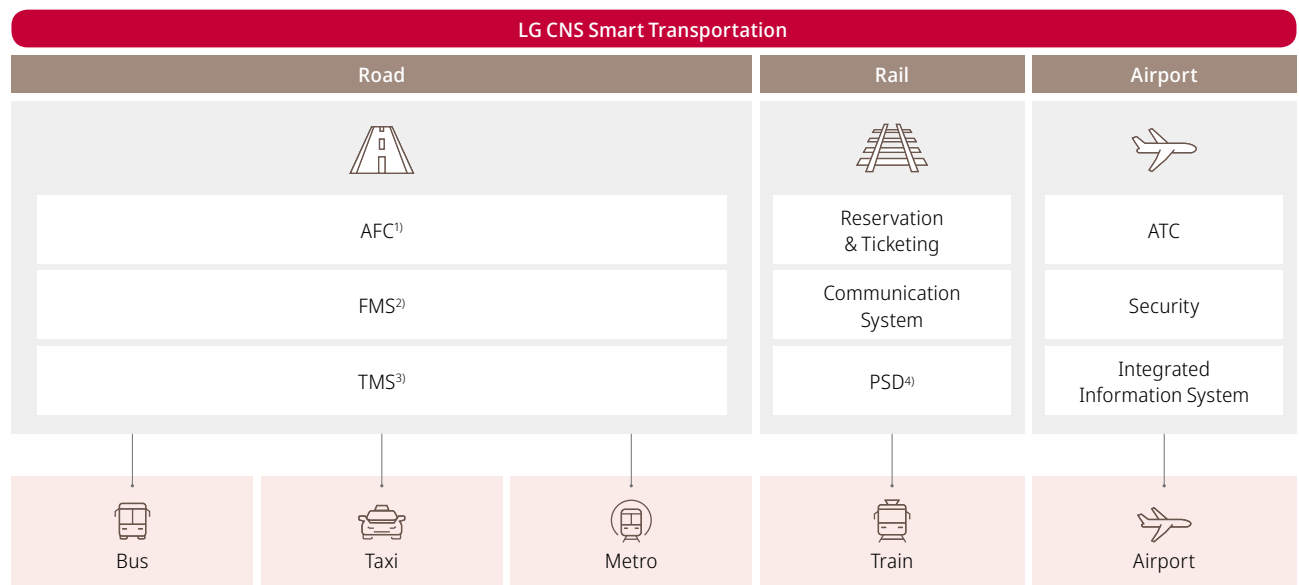 LG CNS Smart Transportation
Road
Rail
Airport
AFC1)
Reservation
& Ticketing
ATC
FMS2)
Communication
System
Security
TMS3)
PSD4)
Integrated
Information System
Bus
Taxi
Metro
Train
Airport